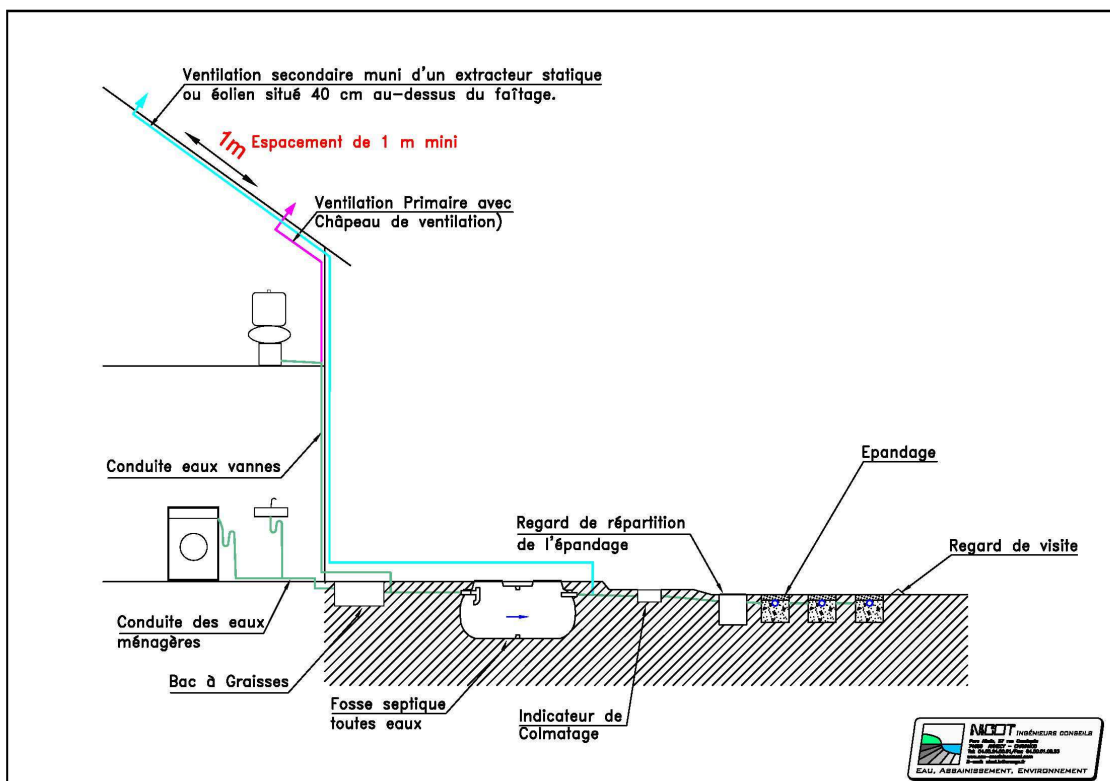 Ventilation secondaire muni d'un extracteur statique
ou éolien situé 40 cm au-dessus du faîtage.
1m Espacement de 1 m mini
Ventilation Primaire avec
Châpeau de ventilation)
Conduite eaux vannes
Epandage
Regard de répartition
de l'épandage
Regard de visite
Conduite des eaux
ménagères
Bac à Graisses
Fosse septique
toutes eaux
Indicateur de
Colmatage
NICOT INGÉNIEURS CONSEILS
EAU, ASSAINISSEMENT, ENVIRONNEMENT